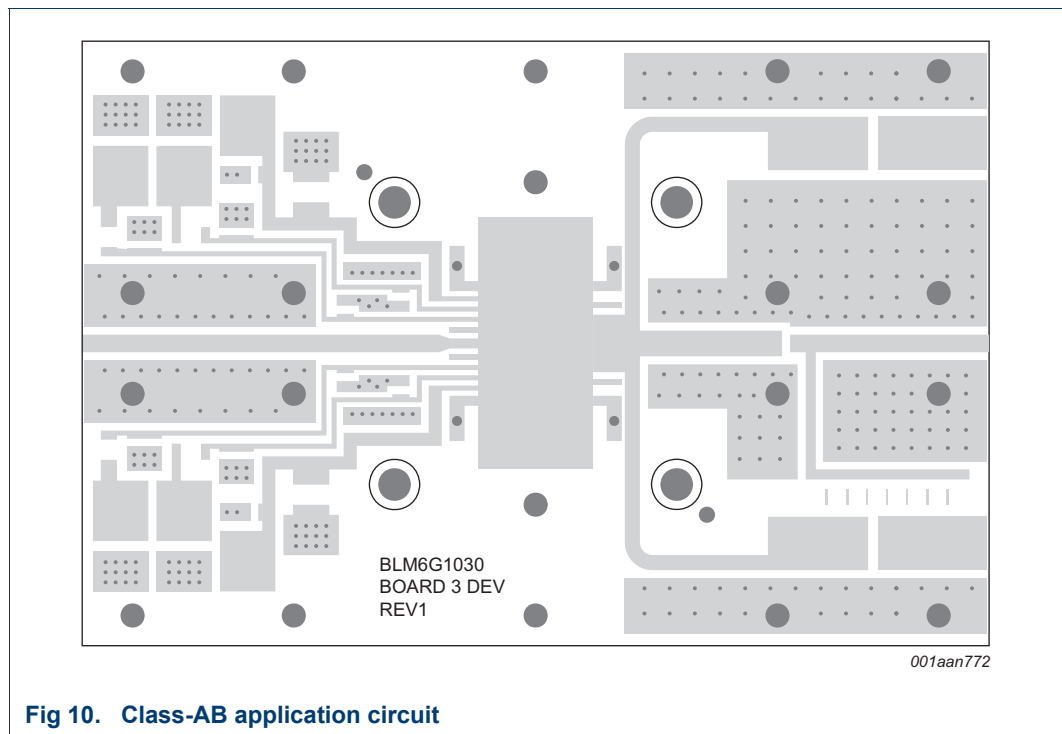 BLM6G1030
BOARD 3 DEV
REV1
001aan772
Fig 10. Class-AB application circuit